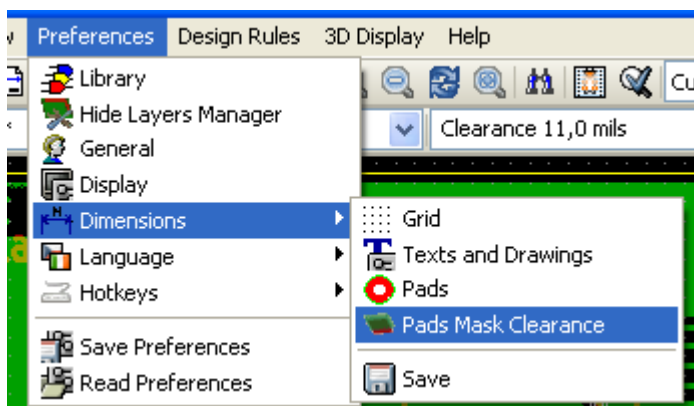 Preferences Design Rules 3D Display Help
Library
Hide Layers Manager
General
Display
Dimensions
Language
Hotkeys
Save Preferences
Read Preferences
Clearance 11,0 mils
Grid
Texts and Drawings
Pads
Pads Mask Clearance
Save